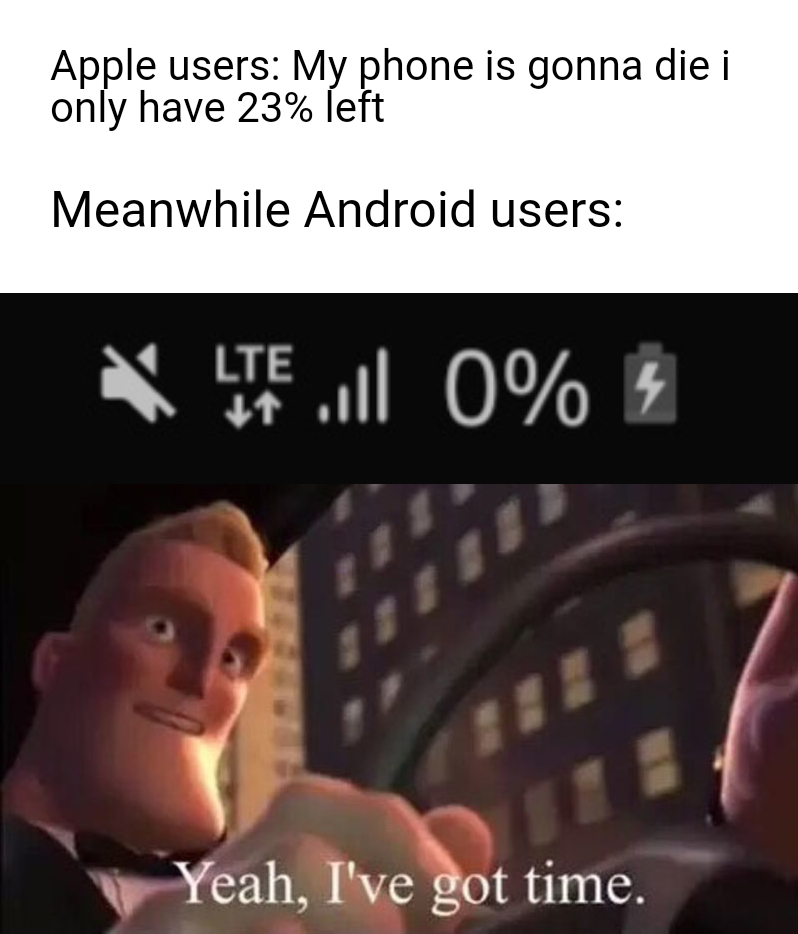 Apple users: My phone is gonna die i
only have 23% left
Meanwhile Android users:
LTE 0%
Yeah, I've got time.